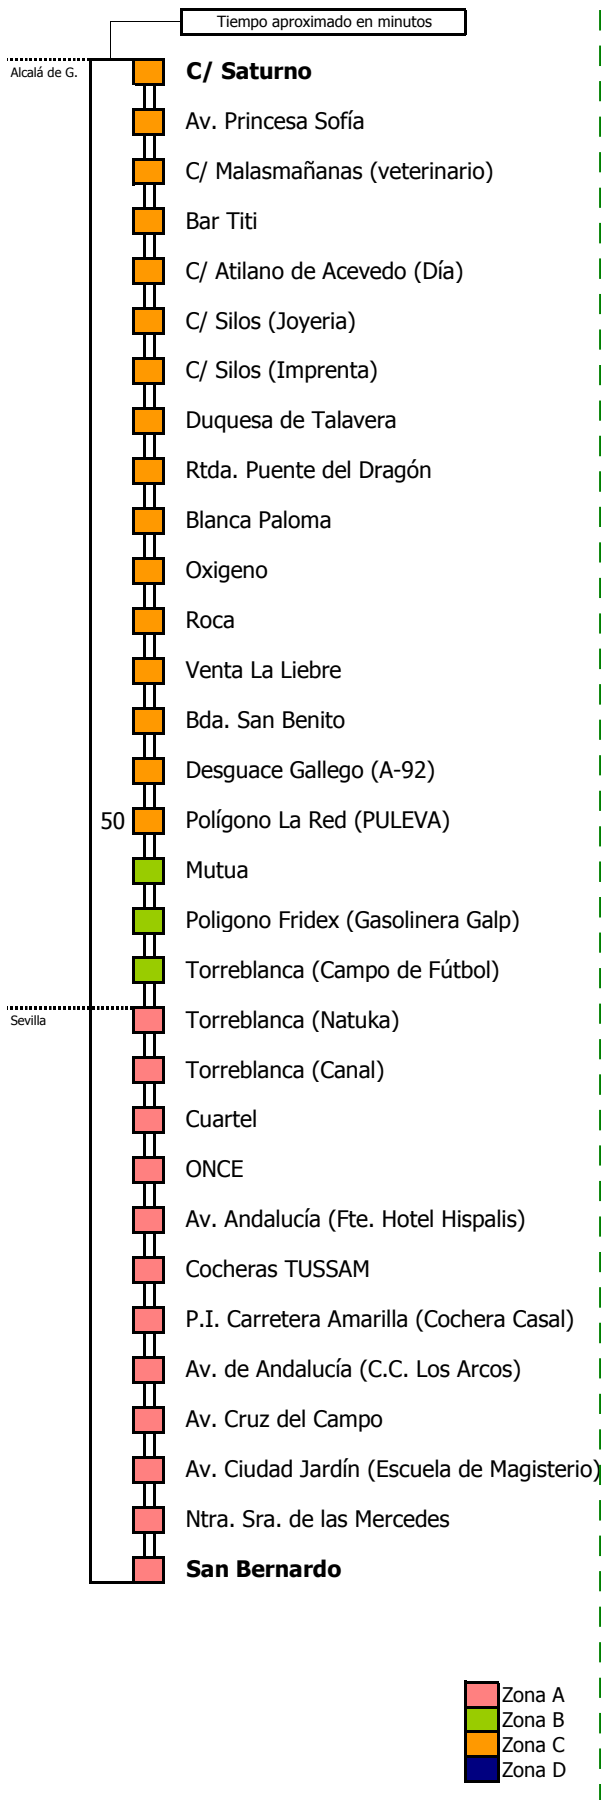 Tiempo aproximado en minutos
Alcalá de G.
C/ Saturno
Av. Princesa Sofía
C/ Malasmañanas (veterinario)
Bar Titi
C/ Atilano de Acevedo (Día)
C/ Silos (Joyeria)
C/ Silos (Imprenta)
Duquesa de Talavera
Rtda. Puente del Dragón
Blanca Paloma
Oxigeno
Roca
Venta La Liebre
Bda. San Benito
Desguace Gallego (A-92)
50 Polígono La Red (PULEVA)
Mutua
Poligono Fridex (Gasolinera Galp)
Torreblanca (Campo de Fútbol)
Sevilla
Torreblanca (Natuka)
Torreblanca (Canal)
Cuartel
ONCE
Av. Andalucía (Fte. Hotel Hispalis)
Cocheras TUSSAM
P.I. Carretera Amarilla (Cochera Casal)
Av. de Andalucía (C.C. Los Arcos)
Av. Cruz del Campo
Av. Ciudad Jardín (Escuela de Magisterio)
Ntra. Sra. de las Mercedes
San Bernardo
Zona A
Zona B
Zona C
Zona D